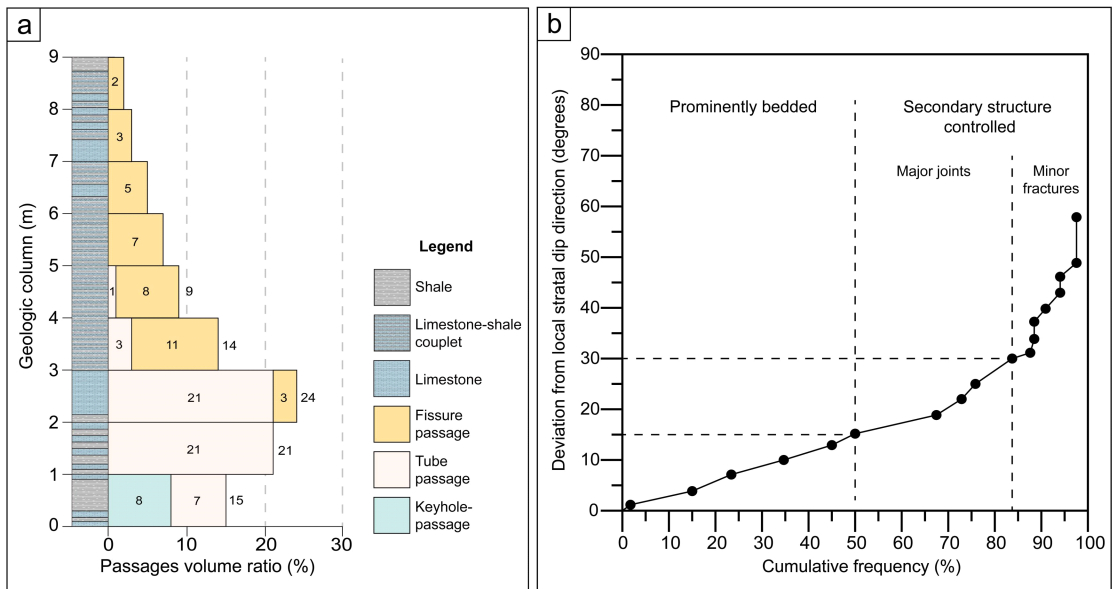 a
Geologic column (m)
9
8
7
6
5
4
3
2
1
0
2
3
5
7
1 8 9
3 11 14
21 3 24
21 21
8 7 15
0 10 20 30
Passages volume ratio (%)
Legend
Shale
Limestone-shale
couplet
Limestone
Fissure
passage
Tube
passage
Keyhole-
passage
b
Deviation from local stratal dip direction (degrees)
90
80
70
60
50
40
30
20
10
0
Prominently bedded
Secondary structure
controlled
Major joints
Minor
fractures
0 10 20 30 40 50 60 70 80 90 100
Cumulative frequency (%)